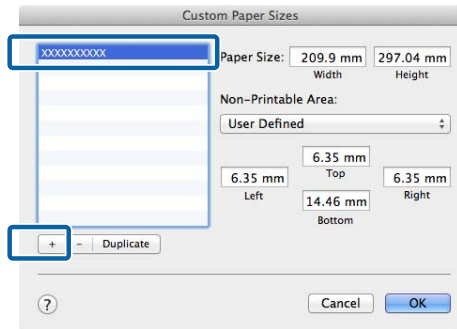 Custom Paper Sizes
XXXXXXXXXX
Paper Size: 209.9 mm 297.04 mm
Width Height
Non-Printable Area:
User Defined
6.35 mm
Top
6.35 mm 6.35 mm
Left Right
14.46 mm
Bottom
+ - Duplicate
? Cancel OK